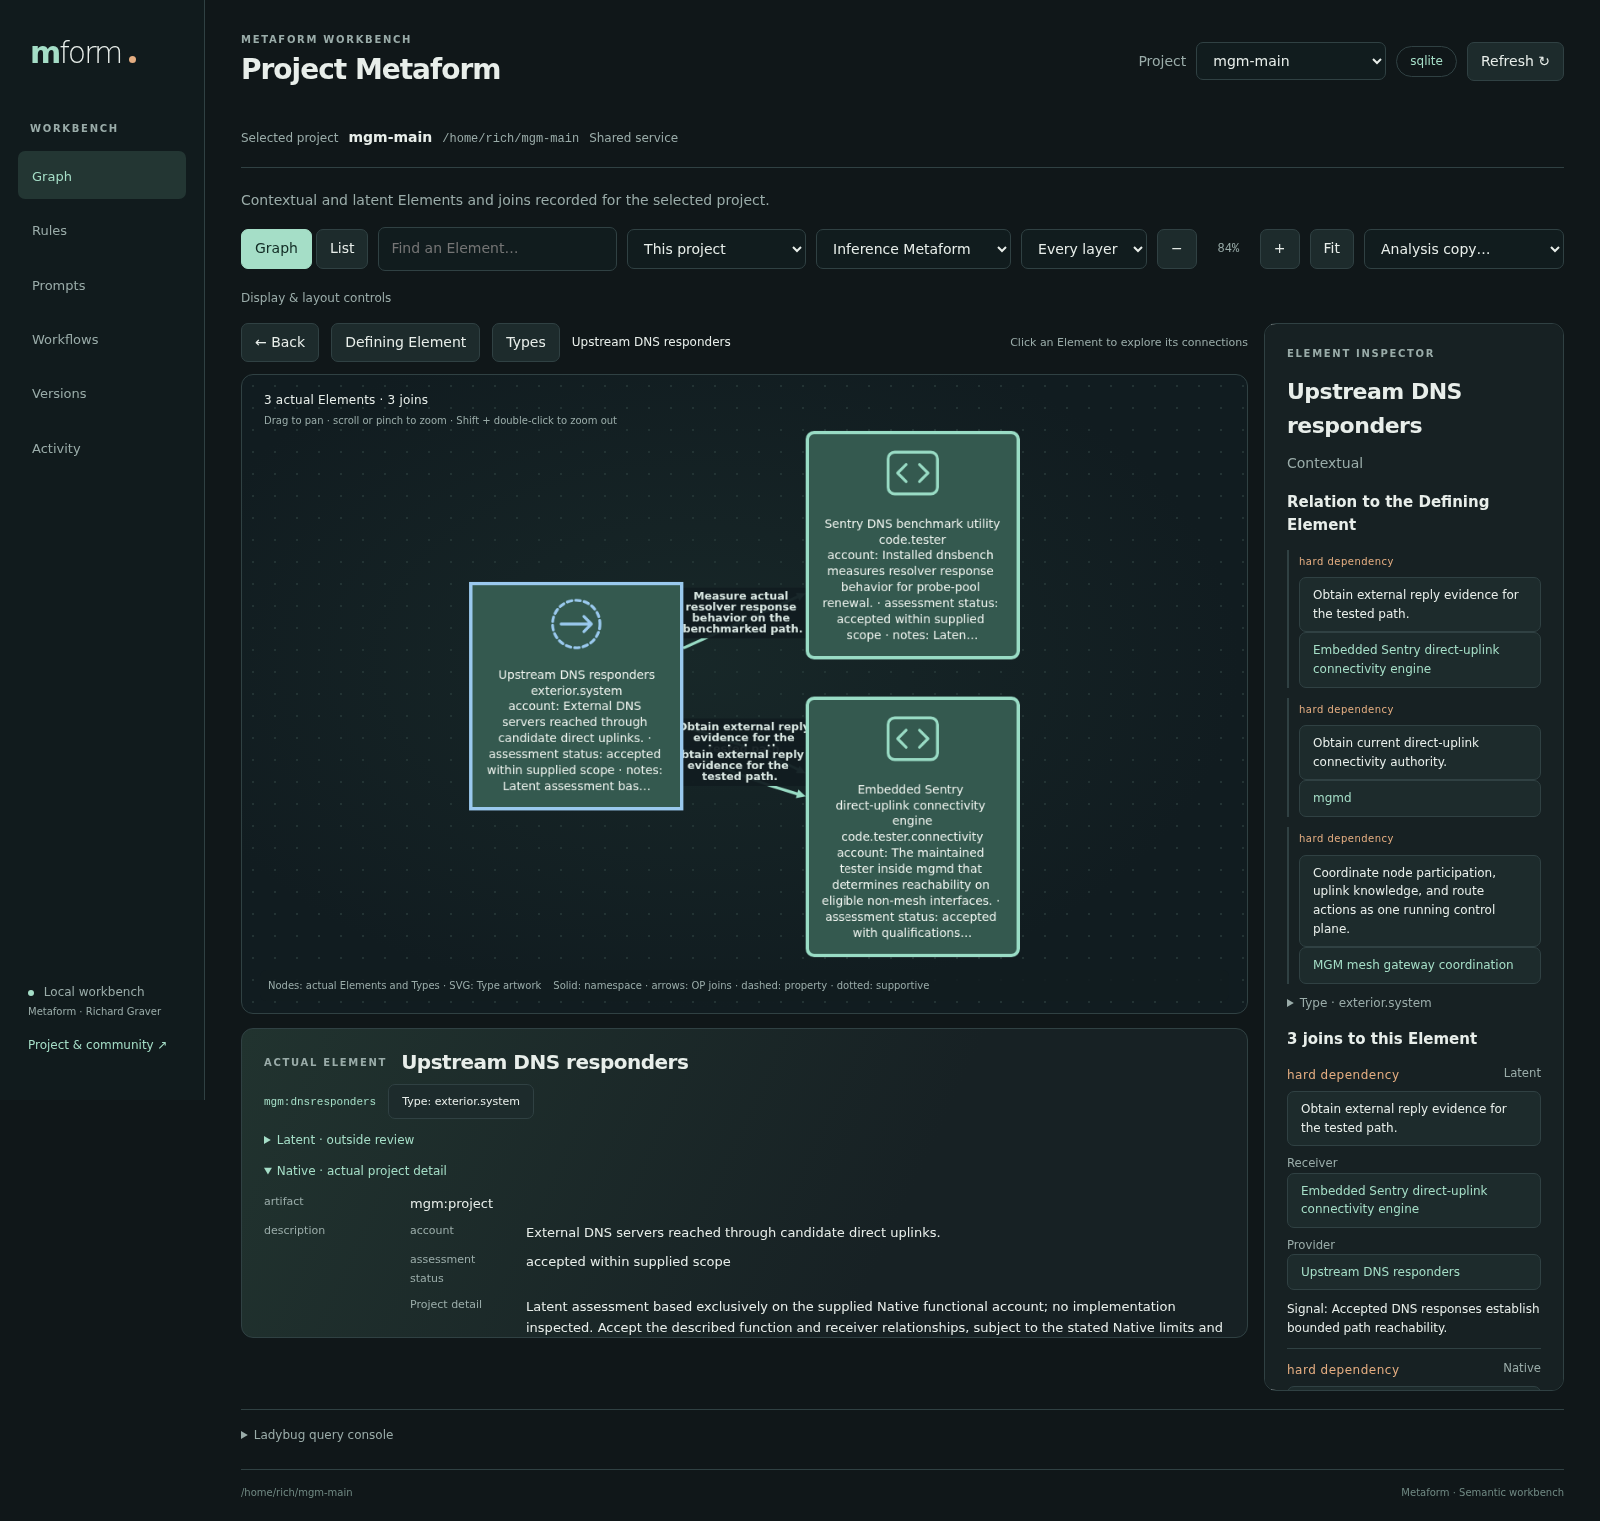 mform.
WORKBENCH
Graph
Rules
Prompts
Workflows
Versions
Activity
Local workbench
Metaform · Richard Graver
Project & community ↗
METAFORM WORKBENCH
Project Metaform
Project
mgm-main
sqlite
Refresh ↻
Selected project mgm-main /home/rich/mgm-main Shared service
Contextual and latent Elements and joins recorded for the selected project.
Graph
List
Find an Element...
This project
Inference Metaform
Every layer
−
84%
+
Fit
Analysis copy...
Display & layout controls
← Back
Defining Element
Types
Upstream DNS responders
Click an Element to explore its connections
3 actual Elements · 3 joins
Drag to pan · scroll or pinch to zoom · Shift + double-click to zoom out
Upstream DNS responders
exterior.system
account: External DNS
servers reached through
candidate direct uplinks. ·
assessment status: accepted
within supplied scope · notes:
Latent assessment bas...
Measure actual
resolver response
behavior on the
benchmarked path.
Obtain external reply
evidence for the
Obtain external reply
evidence for the
tested path.
Sentry DNS benchmark utility
code.tester
account: Installed dnsbench
measures resolver response
behavior for probe-pool
renewal. · assessment status:
accepted within supplied
scope · notes: Laten...
Embedded Sentry
direct-uplink connectivity
engine
code.tester.connectivity
account: The maintained
tester inside mgmd that
determines reachability on
eligible non-mesh interfaces. ·
assessment status: accepted
with qualifications...
Nodes: actual Elements and Types · SVG: Type artwork Solid: namespace · arrows: OP joins · dashed: property · dotted: supportive
ACTUAL ELEMENT Upstream DNS responders
mgm:dnsresponders
Type: exterior.system
Latent · outside review
Native · actual project detail
artifact
mgm:project
description
account
External DNS servers reached through candidate direct uplinks.
assessment
status
accepted within supplied scope
Project detail
Latent assessment based exclusively on the supplied Native functional account; no implementation
inspected. Accept the described function and receiver relationships, subject to the stated Native limits and
ELEMENT INSPECTOR
Upstream DNS
responders
Contextual
Relation to the Defining
Element
hard dependency
Obtain external reply evidence for
the tested path.
Embedded Sentry direct-uplink
connectivity engine
hard dependency
Obtain current direct-uplink
connectivity authority.
mgmd
hard dependency
Coordinate node participation,
uplink knowledge, and route
actions as one running control
plane.
MGM mesh gateway coordination
Type · exterior.system
3 joins to this Element
hard dependency Latent
Obtain external reply evidence for
the tested path.
Receiver
Embedded Sentry direct-uplink
connectivity engine
Provider
Upstream DNS responders
Signal: Accepted DNS responses establish
bounded path reachability.
hard dependency Native
Ladybug query console
/home/rich/mgm-main
Metaform · Semantic workbench